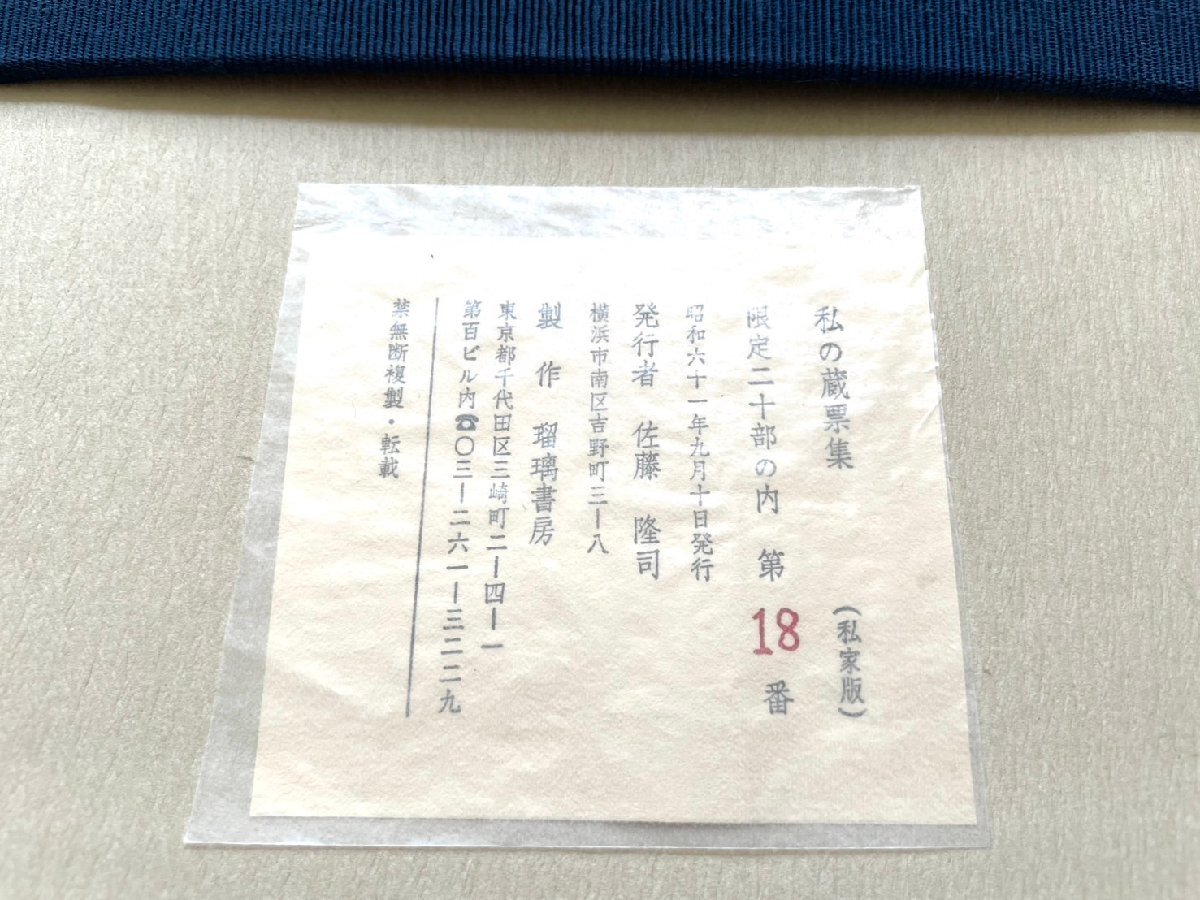 私の蔵票集 （私家版）
限定二十部の内 第18番
昭和六十一年九月十日発行
発行者 佐藤 隆司
横浜市南区吉野町三ー八
製作 瑠璃書房
東京都千代田区三崎町二ー四ー一
第百ビル内☎〇三ー二六一ー三二二九
禁無断複製・転載